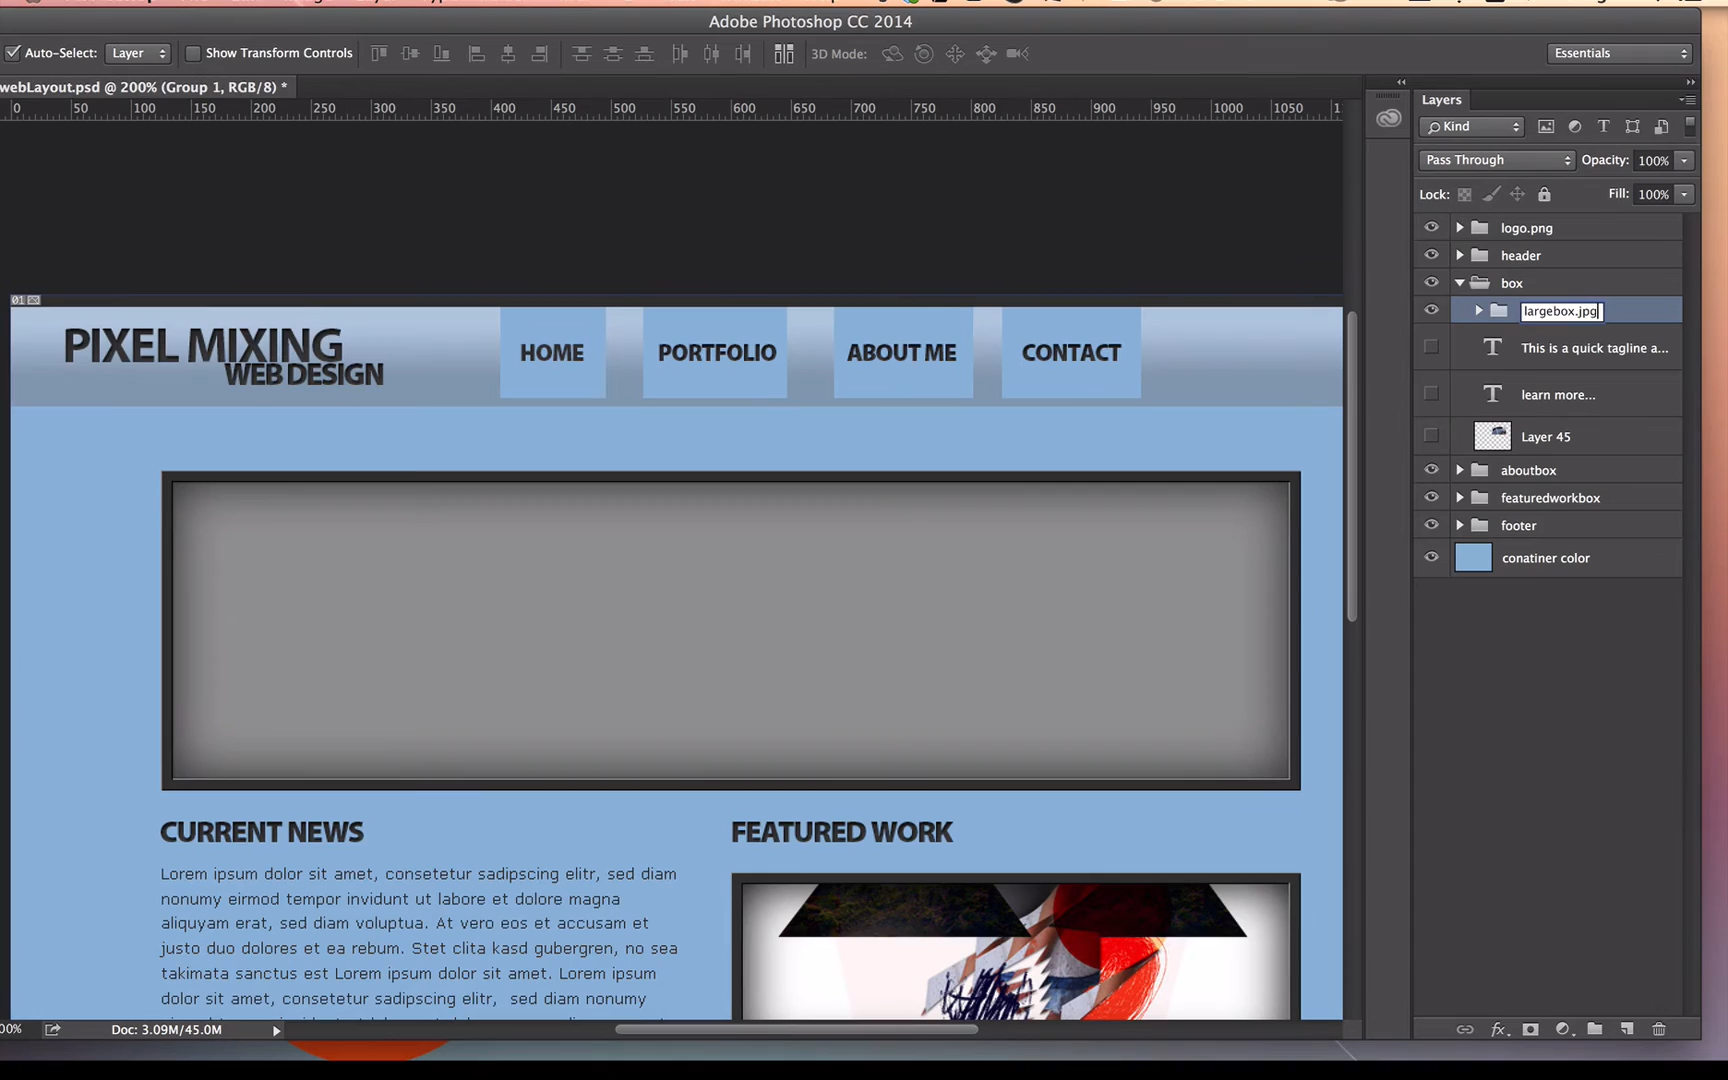 Adobe Photoshop CC 2014
Auto-Select: Layer Show Transform Controls 3D Mode: Essentials
webLayout.psd @ 200% (Group 1, RGB/8) *
0 50 100 150 200 250 300 350 400 450 500 550 600 650 700 750 800 850 900 950 1000 1050
Layers
Kind
Pass Through Opacity: 100%
Lock: Fill: 100%
logo.png
header
box
largebox.jpg
This is a quick tagline a...
learn more...
Layer 45
aboutbox
featuredworkbox
footer
conatiner color
01
PIXEL MIXING
WEB DESIGN
HOME PORTFOLIO ABOUT ME CONTACT
CURRENT NEWS
Lorem ipsum dolor sit amet, consetetur sadipscing elitr, sed diam
nonumy eirmod tempor invidunt ut labore et dolore magna
aliquyam erat, sed diam voluptua. At vero eos et accusam et
justo duo dolores et ea rebum. Stet clita kasd gubergren, no sea
takimata sanctus est Lorem ipsum dolor sit amet. Lorem ipsum
dolor sit amet, consetetur sadipscing elitr, sed diam nonumy
FEATURED WORK
00% Doc: 3.09M/45.0M
fx